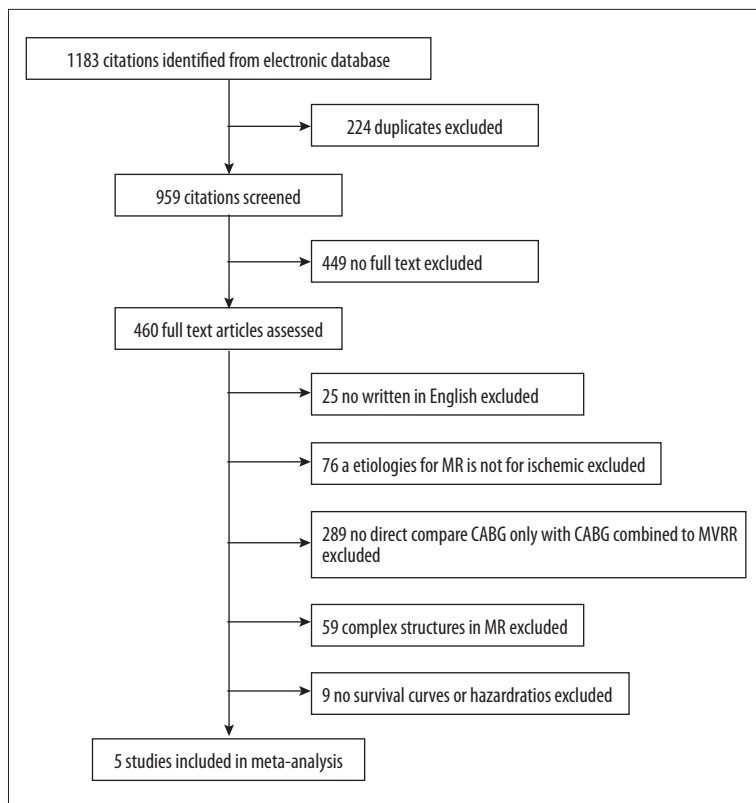 1183 citations identified from electronic database
224 duplicates excluded
959 citations screened
449 no full text excluded
460 full text articles assessed
25 no written in English excluded
76 a etiologies for MR is not for ischemic excluded
289 no direct compare CABG only with CABG combined to MVRR
excluded
59 complex structures in MR excluded
9 no survival curves or hazardratios excluded
5 studies included in meta-analysis